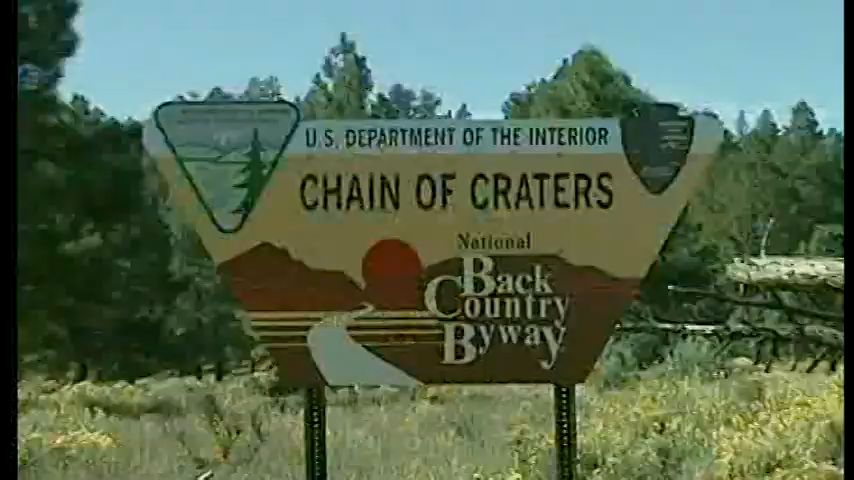 U.S. DEPARTMENT OF THE INTERIOR
CHAIN OF CRATERS
National
Back
Country
Byway